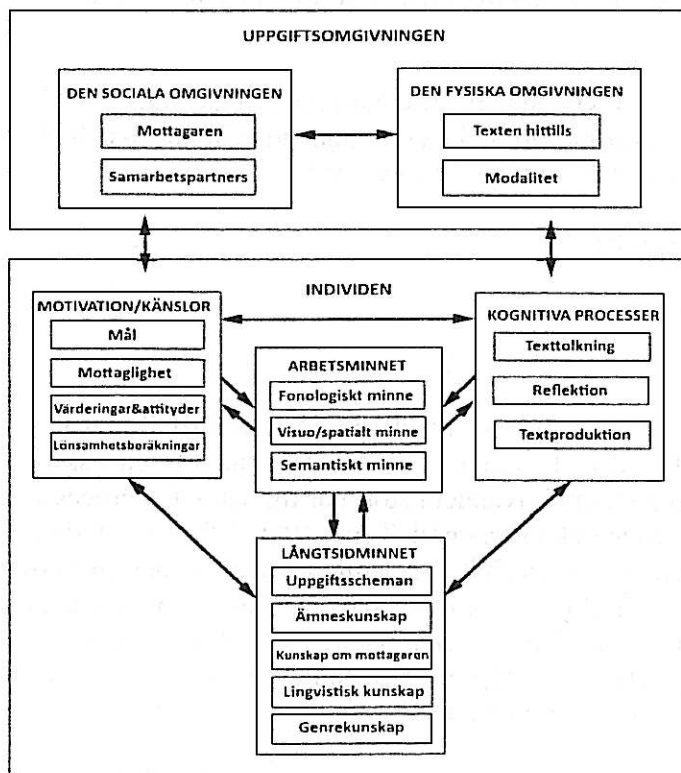 UPPGIFTSOMGIVNINGEN
DEN SOCIALA OMGIVNINGEN
Mottagaren
Samarbetspartners
DEN FYSISKA OMGIVNINGEN
Texten hittills
Modalitet
INDIVIDEN
MOTIVATION/KÄNSLOR
Mål
Mottaglighet
Värderingar&attityder
Lönsamhetsberäkningar
ARBETSMINNET
Fonologiskt minne
Visuo/spatialt minne
Semantiskt minne
KOGNITIVA PROCESSER
Texttolkning
Reflektion
Textproduktion
LÅNGTSIDMINNET
Uppgiftsscheman
Ämneskunskap
Kunskap om mottagaren
Lingvistisk kunskap
Genrekunskap